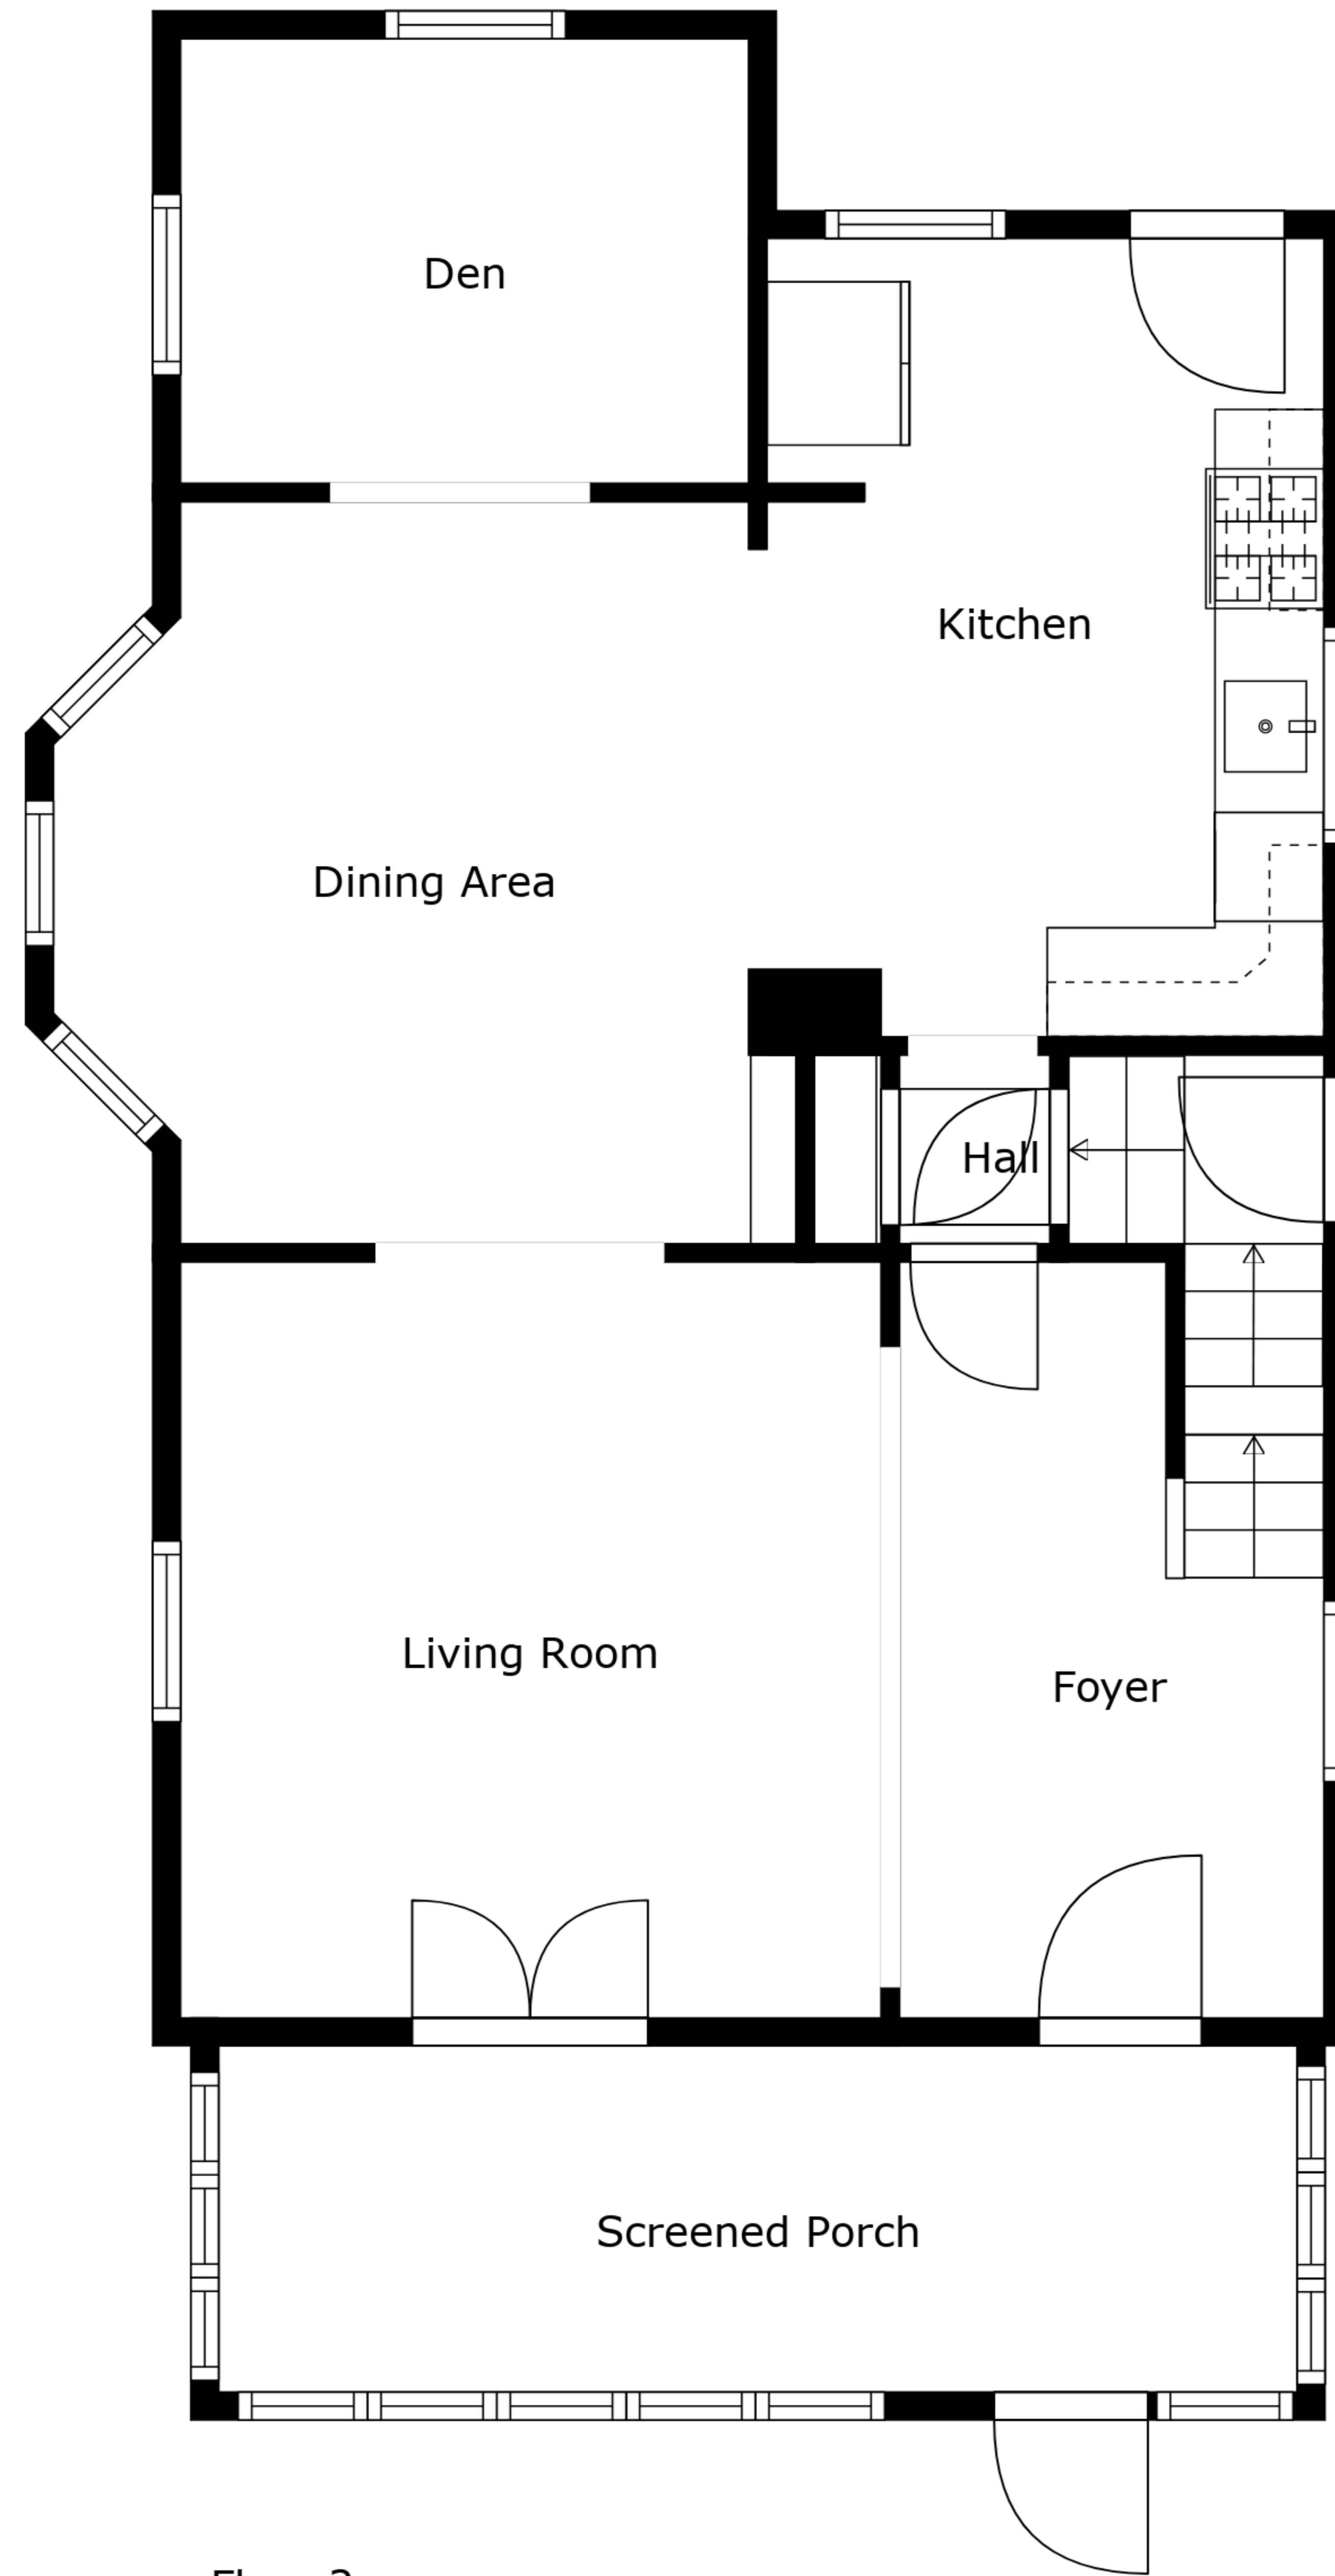 Den
Kitchen
Dining Area
Hall
Living Room
Foyer
Screened Porch